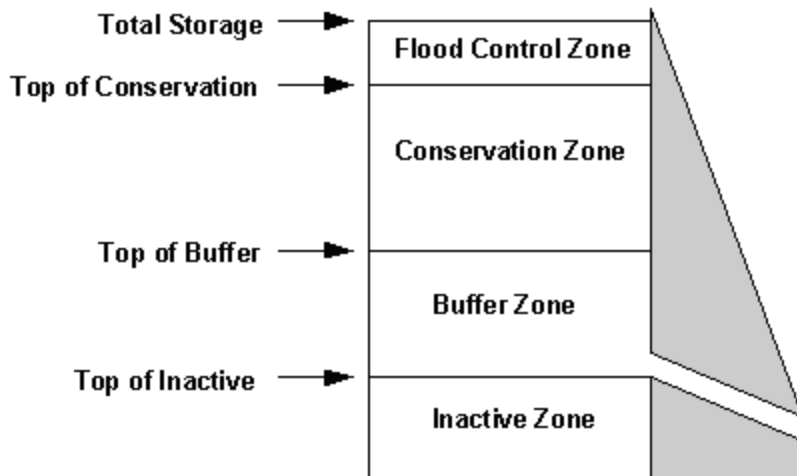 Total Storage
Flood Control Zone
Top of Conservation
Conservation Zone
Top of Buffer
Buffer Zone
Top of Inactive
Inactive Zone